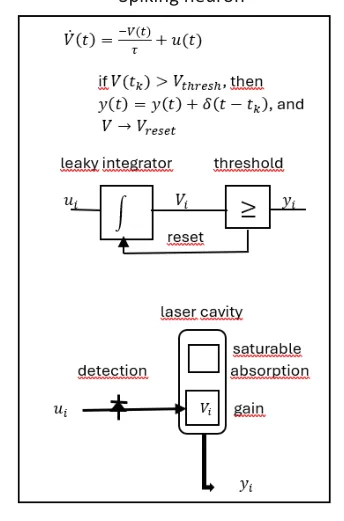 Spiking neuron
V̇(t) = −V(t)/τ + u(t)
if V(t_k) > V_thresh, then
y(t) = y(t) + δ(t − t_k), and
V → V_reset
leaky integrator threshold
u_i ∫ V_i ≥ y_i
reset
laser cavity
saturable
detection absorption
u_i V_i gain
y_i